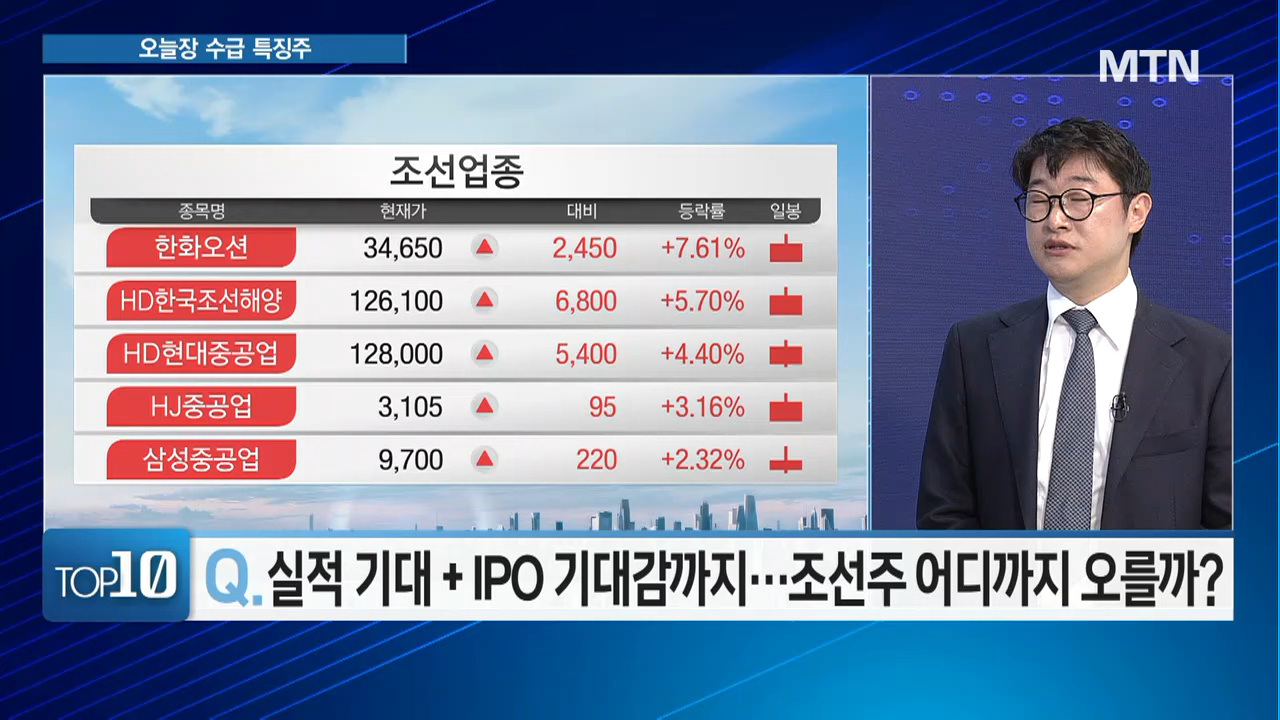 오늘장 수급 특징주
MTN
조선업종
종목명 현재가 대비 등락률 일봉
한화오션 34,650 ▲ 2,450 +7.61%
HD한국조선해양 126,100 ▲ 6,800 +5.70%
HD현대중공업 128,000 ▲ 5,400 +4.40%
HJ중공업 3,105 ▲ 95 +3.16%
삼성중공업 9,700 ▲ 220 +2.32%
TOP10 Q. 실적 기대 + IPO 기대감까지…조선주 어디까지 오를까?